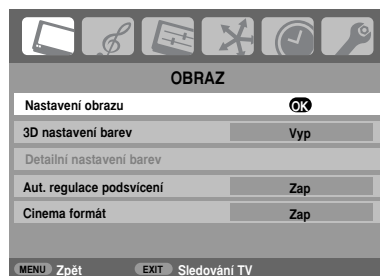 OBRAZ
Nastavení obrazu OK
3D nastavení barev Vyp
Detailní nastavení barev
Aut. regulace podsvícení Zap
Cinema formát Zap
MENU Zpět EXIT Sledování TV